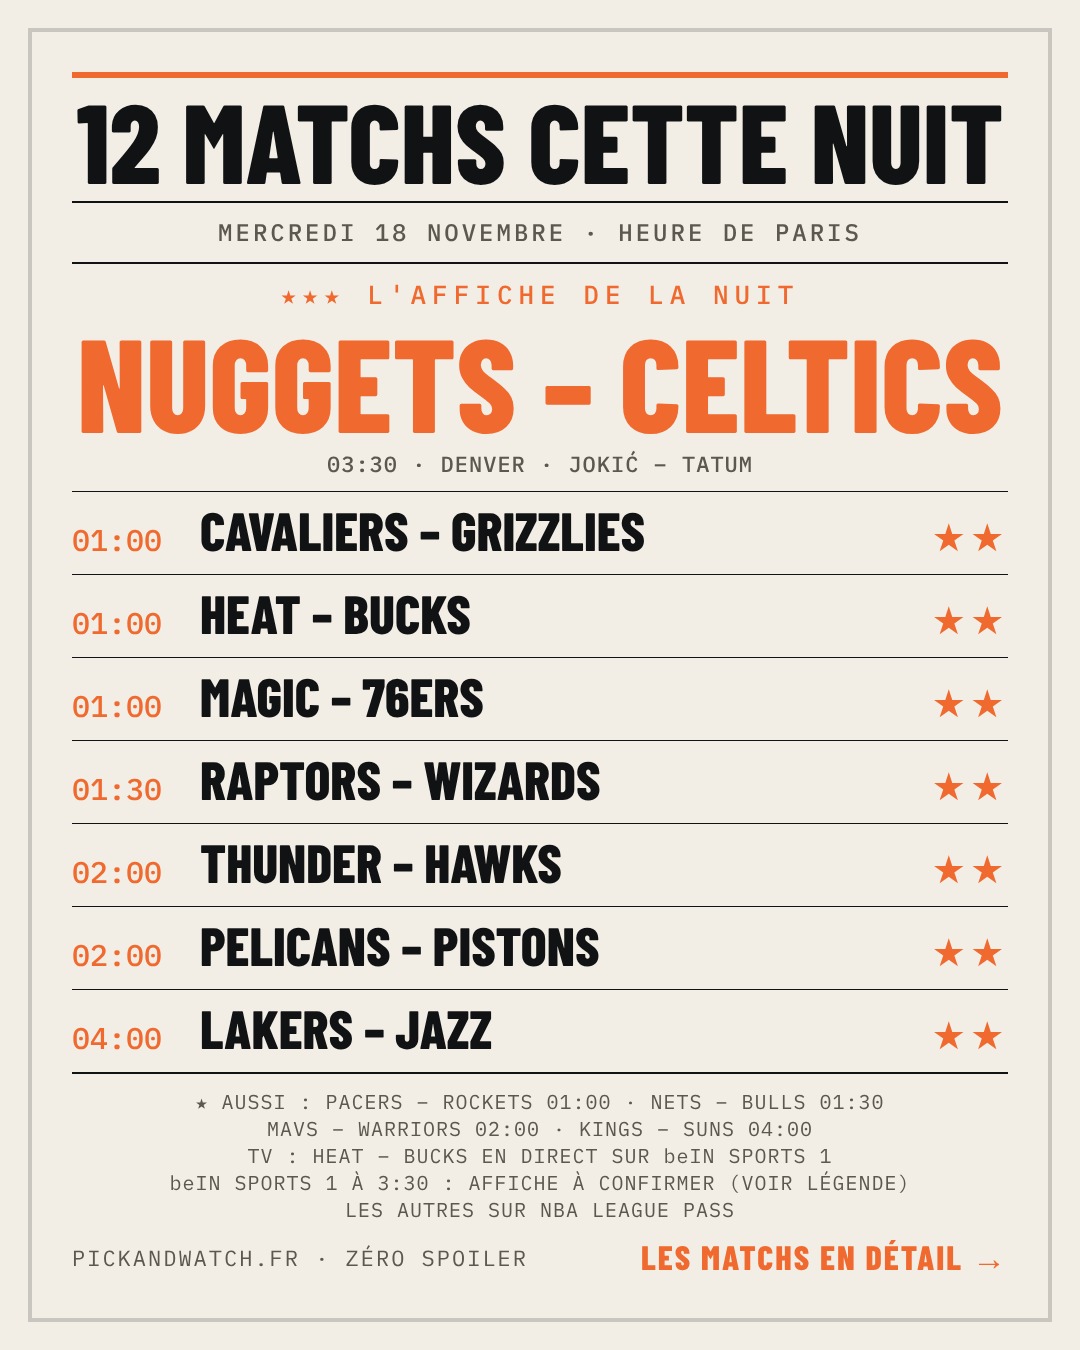 12 MATCHS CETTE NUIT
MERCREDI 18 NOVEMBRE · HEURE DE PARIS
★★★ L'AFFICHE DE LA NUIT
NUGGETS – CELTICS
03:30 · DENVER · JOKIĆ – TATUM
01:00 CAVALIERS – GRIZZLIES ★★
01:00 HEAT – BUCKS ★★
01:00 MAGIC – 76ERS ★★
01:30 RAPTORS – WIZARDS ★★
02:00 THUNDER – HAWKS ★★
02:00 PELICANS – PISTONS ★★
04:00 LAKERS – JAZZ ★★
★ AUSSI : PACERS – ROCKETS 01:00 · NETS – BULLS 01:30
MAVS – WARRIORS 02:00 · KINGS – SUNS 04:00
TV : HEAT – BUCKS EN DIRECT SUR beIN SPORTS 1
beIN SPORTS 1 À 3:30 : AFFICHE À CONFIRMER (VOIR LÉGENDE)
LES AUTRES SUR NBA LEAGUE PASS
PICKANDWATCH.FR · ZÉRO SPOILER
LES MATCHS EN DÉTAIL →